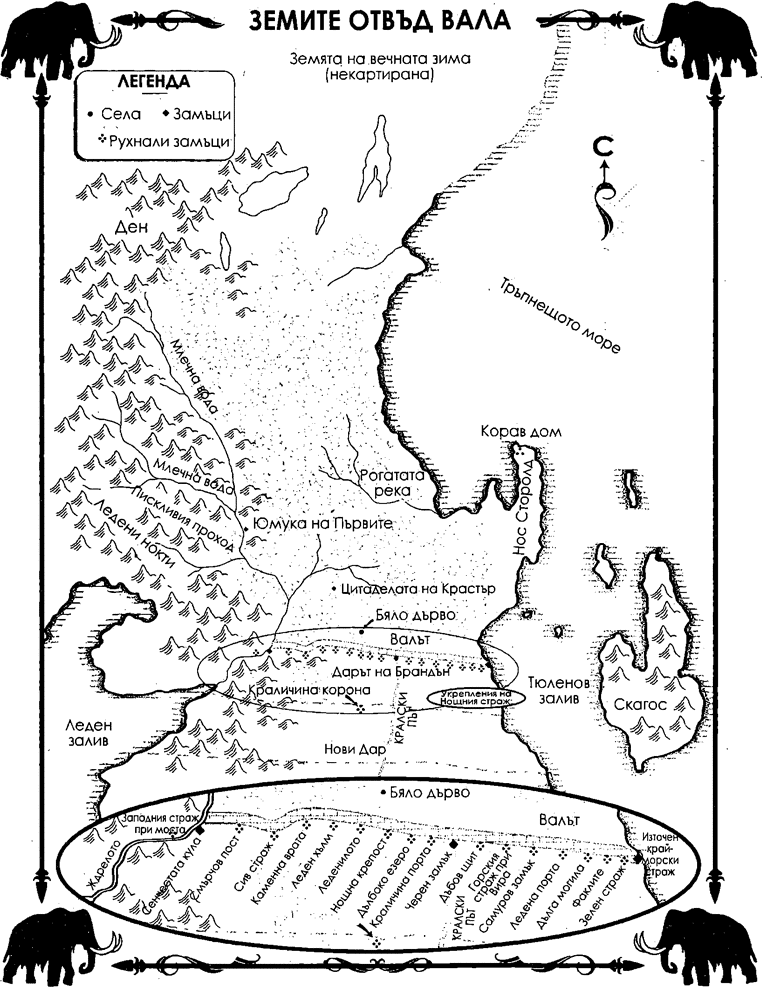 ЗЕМИТЕ ОТВЪД ВАЛА
Земята на вечната зима
(некартирана)
ЛЕГЕНДА
Села
Замъци
Рухнали замъци
С
Ден
Тръпнещото море
Млечна вода
Корав дом
Рогатата
река
Нос Сторолд
Млечна вода
Пискливия проход
Ледени нокти
Юмука на Първите
Цитаделата на Крастър
Бяло дърво
Валът
Дарът на Брандън
Краличина корона
Укрепления на
Нощния страж
КРАЛСКИ
ПЪТ
Тюленов
залив
Скагос
Леден
залив
Нови Дар
Бяло дърво
Валът
Западния страж
при моста
Ждрелото
Сенчестата кула
Смърчов пост
Сив страж
Каменна врата
Леден хълм
Леденилото
Нощна крепост
Дълбоко езеро
Краличина порта
Черен замък
Дъбов щит
Горския
страж при
Вира
Самуров замък
Ледена порта
Дълга могила
Факлите
Зелен страж
Източен
край-
морски
страж
КРАЛСКИ
ПЪТ